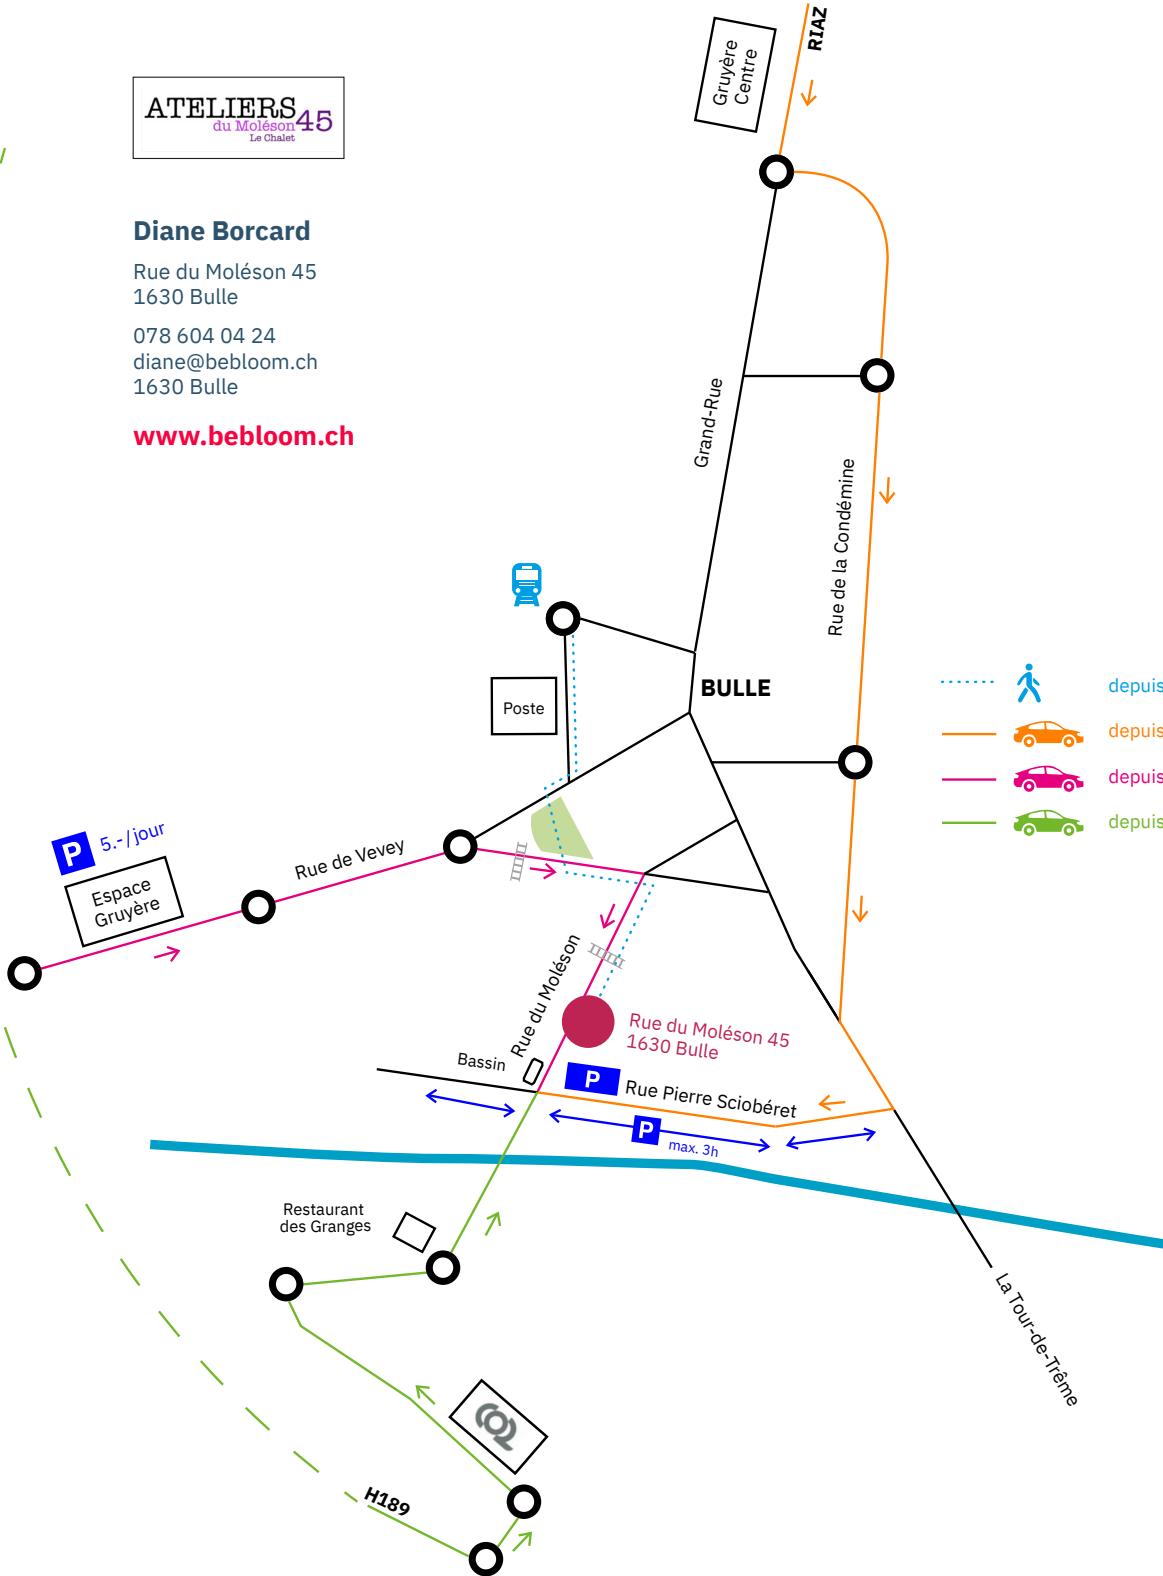 RIAZ
Gruyère
Centre
ATELIERS
du Moléson 45
Le Chalet
Diane Borcard
Rue du Moléson 45
1630 Bulle
078 604 04 24
diane@bebloom.ch
1630 Bulle
www.bebloom.ch
Grand-Rue
Rue de la Condémine
BULLE
Poste
depuis
depuis
depuis
depuis
P 5.-/jour
Espace
Gruyère
Rue de Vevey
Rue du Moléson
Rue du Moléson 45
1630 Bulle
Bassin
P Rue Pierre Sciobéret
P
max. 3h
Restaurant
des Granges
La Tour-de-Trême
H189